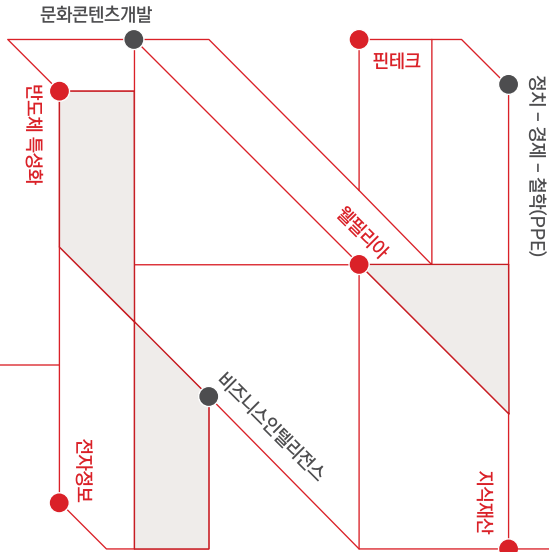 문화콘텐츠개발
핀테크
반도체 특성화
정치 – 경제 – 철학(PPE)
웰필리아
비즈니스인텔리전스
전자정보
지식재산